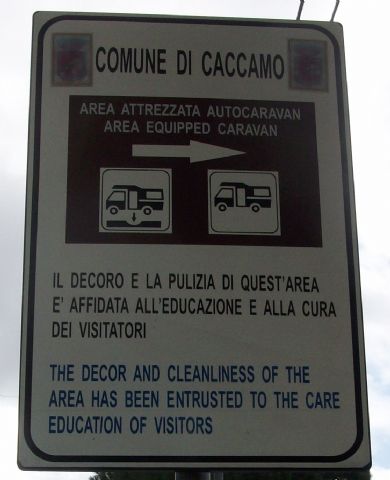 COMUNE DI CACCAMO
AREA ATTREZZATA AUTOCARAVAN
AREA EQUIPPED CARAVAN
IL DECORO E LA PULIZIA DI QUEST'AREA
E' AFFIDATA ALL'EDUCAZIONE E ALLA CURA
DEI VISITATORI
THE DECOR AND CLEANLINESS OF THE
AREA HAS BEEN ENTRUSTED TO THE CARE
EDUCATION OF VISITORS